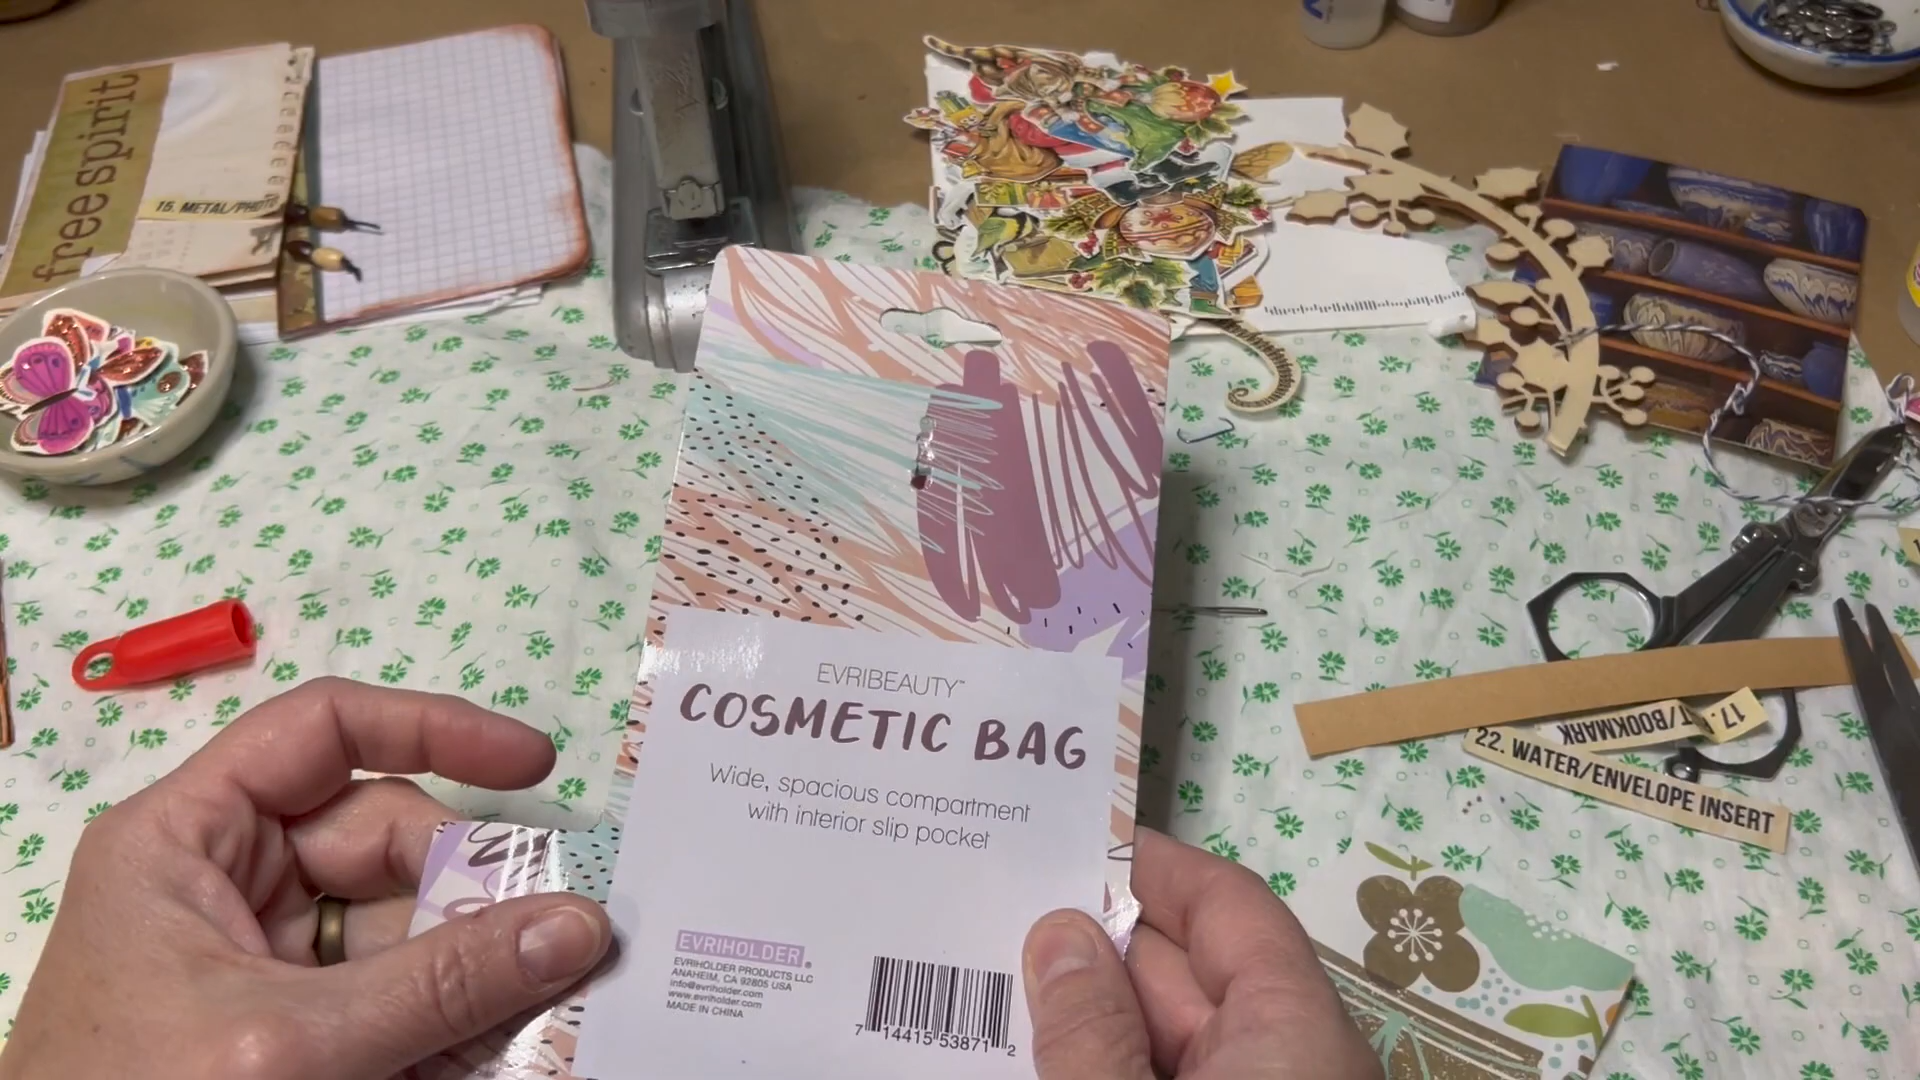 free spirit
15. METAL/PHOTO
EVRIBEAUTY™
COSMETIC BAG
Wide, spacious compartment
with interior slip pocket
EVRIHOLDER®
EVRIHOLDER PRODUCTS LLC
ANAHEIM, CA 92805 USA
info@evriholder.com
www.evriholder.com
MADE IN CHINA
7 14415 53871 2
17.
T/BOOKMARK
22. WATER/ENVELOPE INSERT